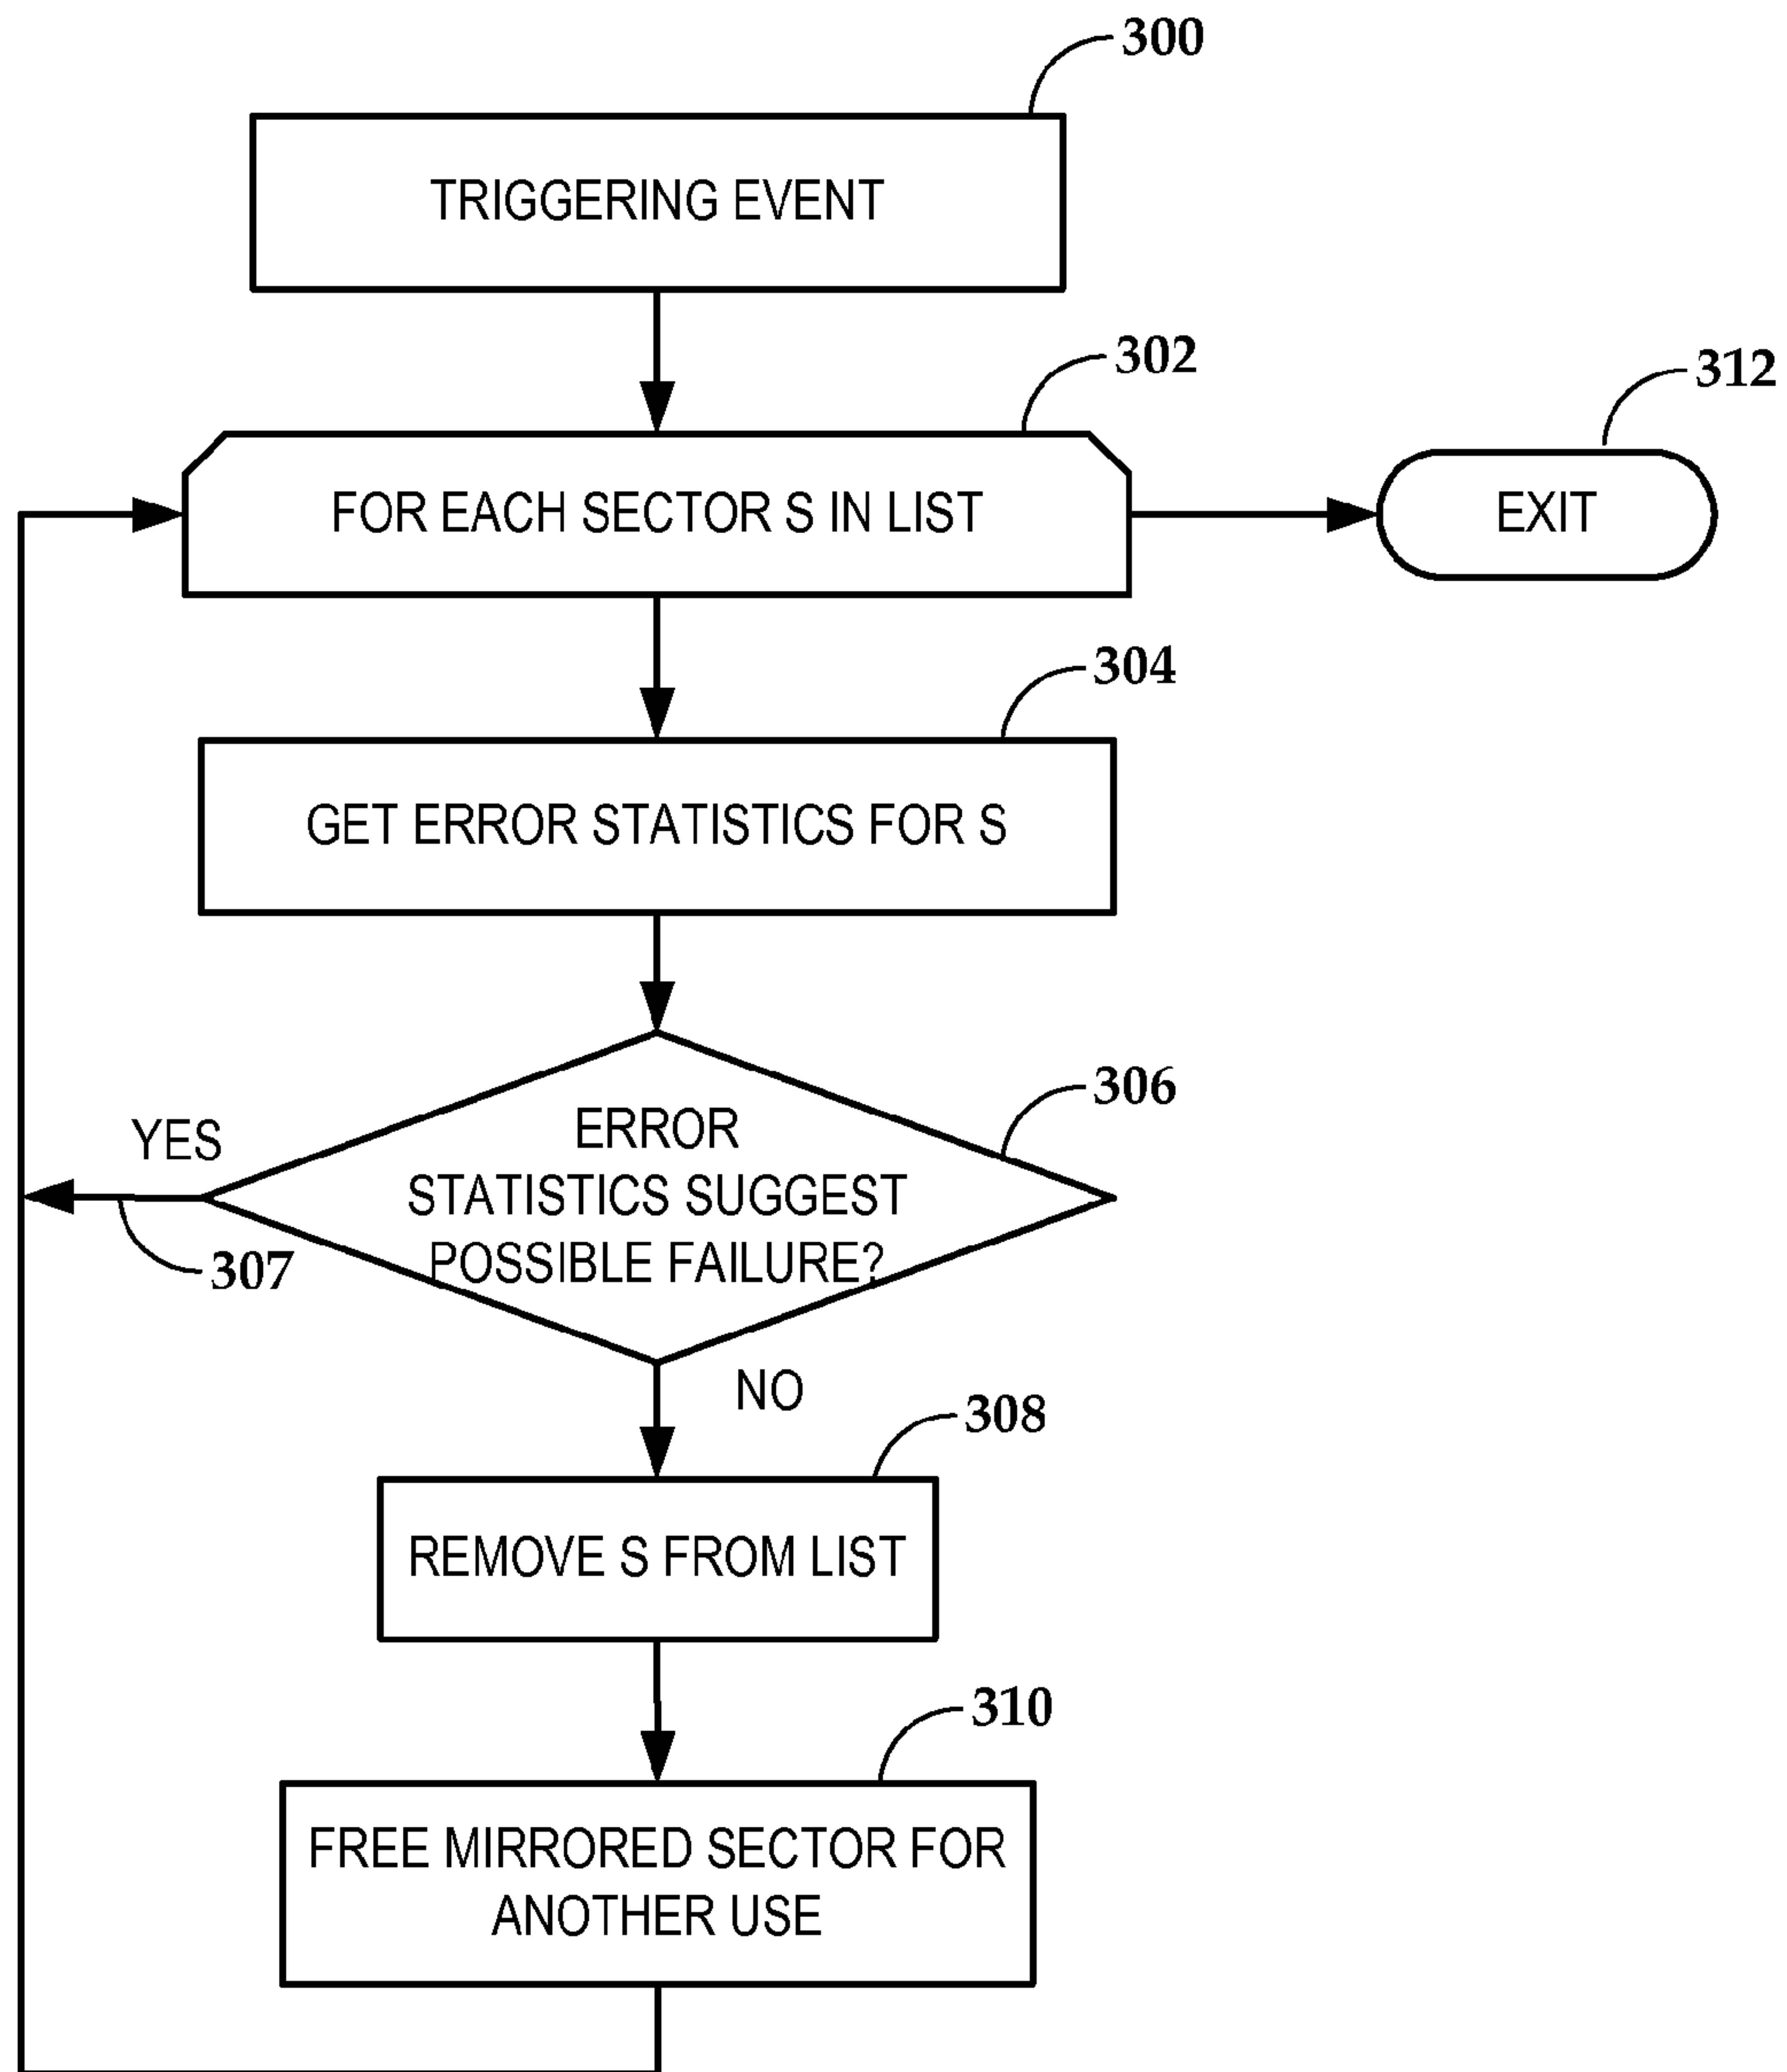 300
TRIGGERING EVENT
302
312
FOR EACH SECTOR S IN LIST
EXIT
304
GET ERROR STATISTICS FOR S
306
YES
ERROR
STATISTICS SUGGEST
POSSIBLE FAILURE?
307
NO
308
REMOVE S FROM LIST
310
FREE MIRRORED SECTOR FOR
ANOTHER USE